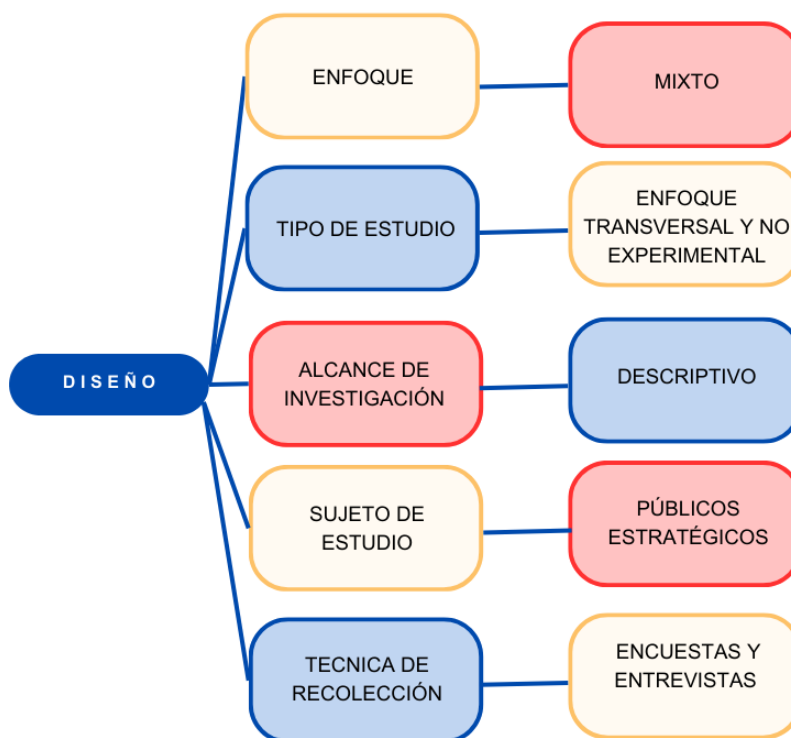 ENFOQUE
MIXTO
TIPO DE ESTUDIO
ENFOQUE
TRANSVERSAL Y NO
EXPERIMENTAL
DISEÑO
ALCANCE DE
INVESTIGACIÓN
DESCRIPTIVO
SUJETO DE
ESTUDIO
PÚBLICOS
ESTRATÉGICOS
TECNICA DE
RECOLECCIÓN
ENCUESTAS Y
ENTREVISTAS